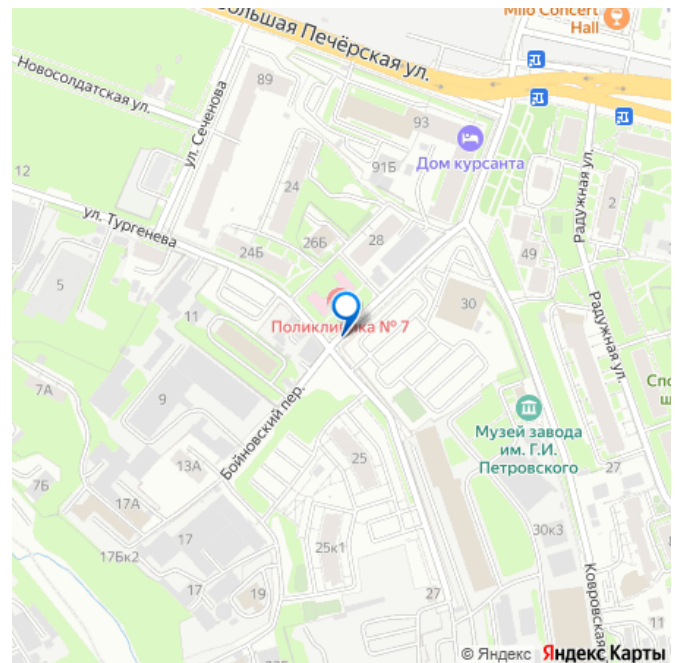 Milo Concert
Hall
Большая Печёрская ул.
Новосолдатская ул.
ул. Сеченова
89
93
Дом курсанта
91Б
12
24
2
Радужная ул.
ул. Тургенева
24Б
26Б
28
49
5
30
Поликлиника № 7
11
Радужная ул.
7А
9
Бойновский пер.
Музей завода
им. Г.И.
Петровского
25
27
13А
7Б
17А
17
30к3
17Бк2
25к1
17
19
27
Ковровская
11
© Яндекс Яндекс Карты